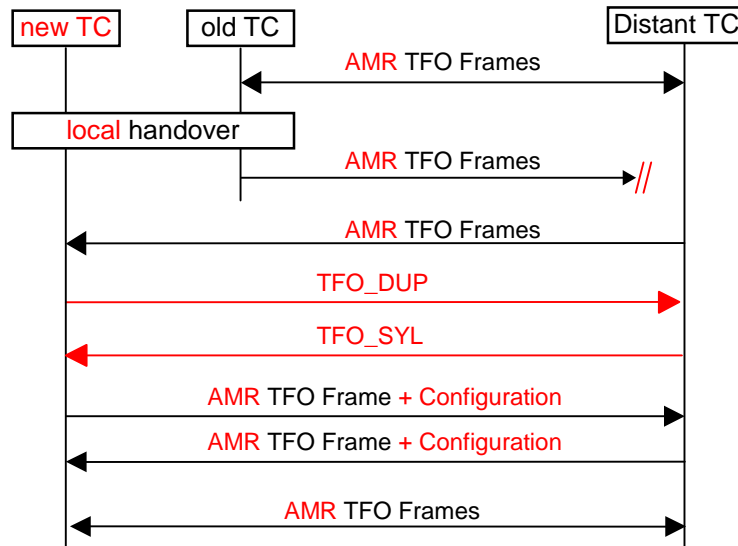 new TC
old TC
Distant TC
AMR TFO Frames
local handover
AMR TFO Frames
//
AMR TFO Frames
TFO_DUP
TFO_SYL
AMR TFO Frame + Configuration
AMR TFO Frame + Configuration
AMR TFO Frames